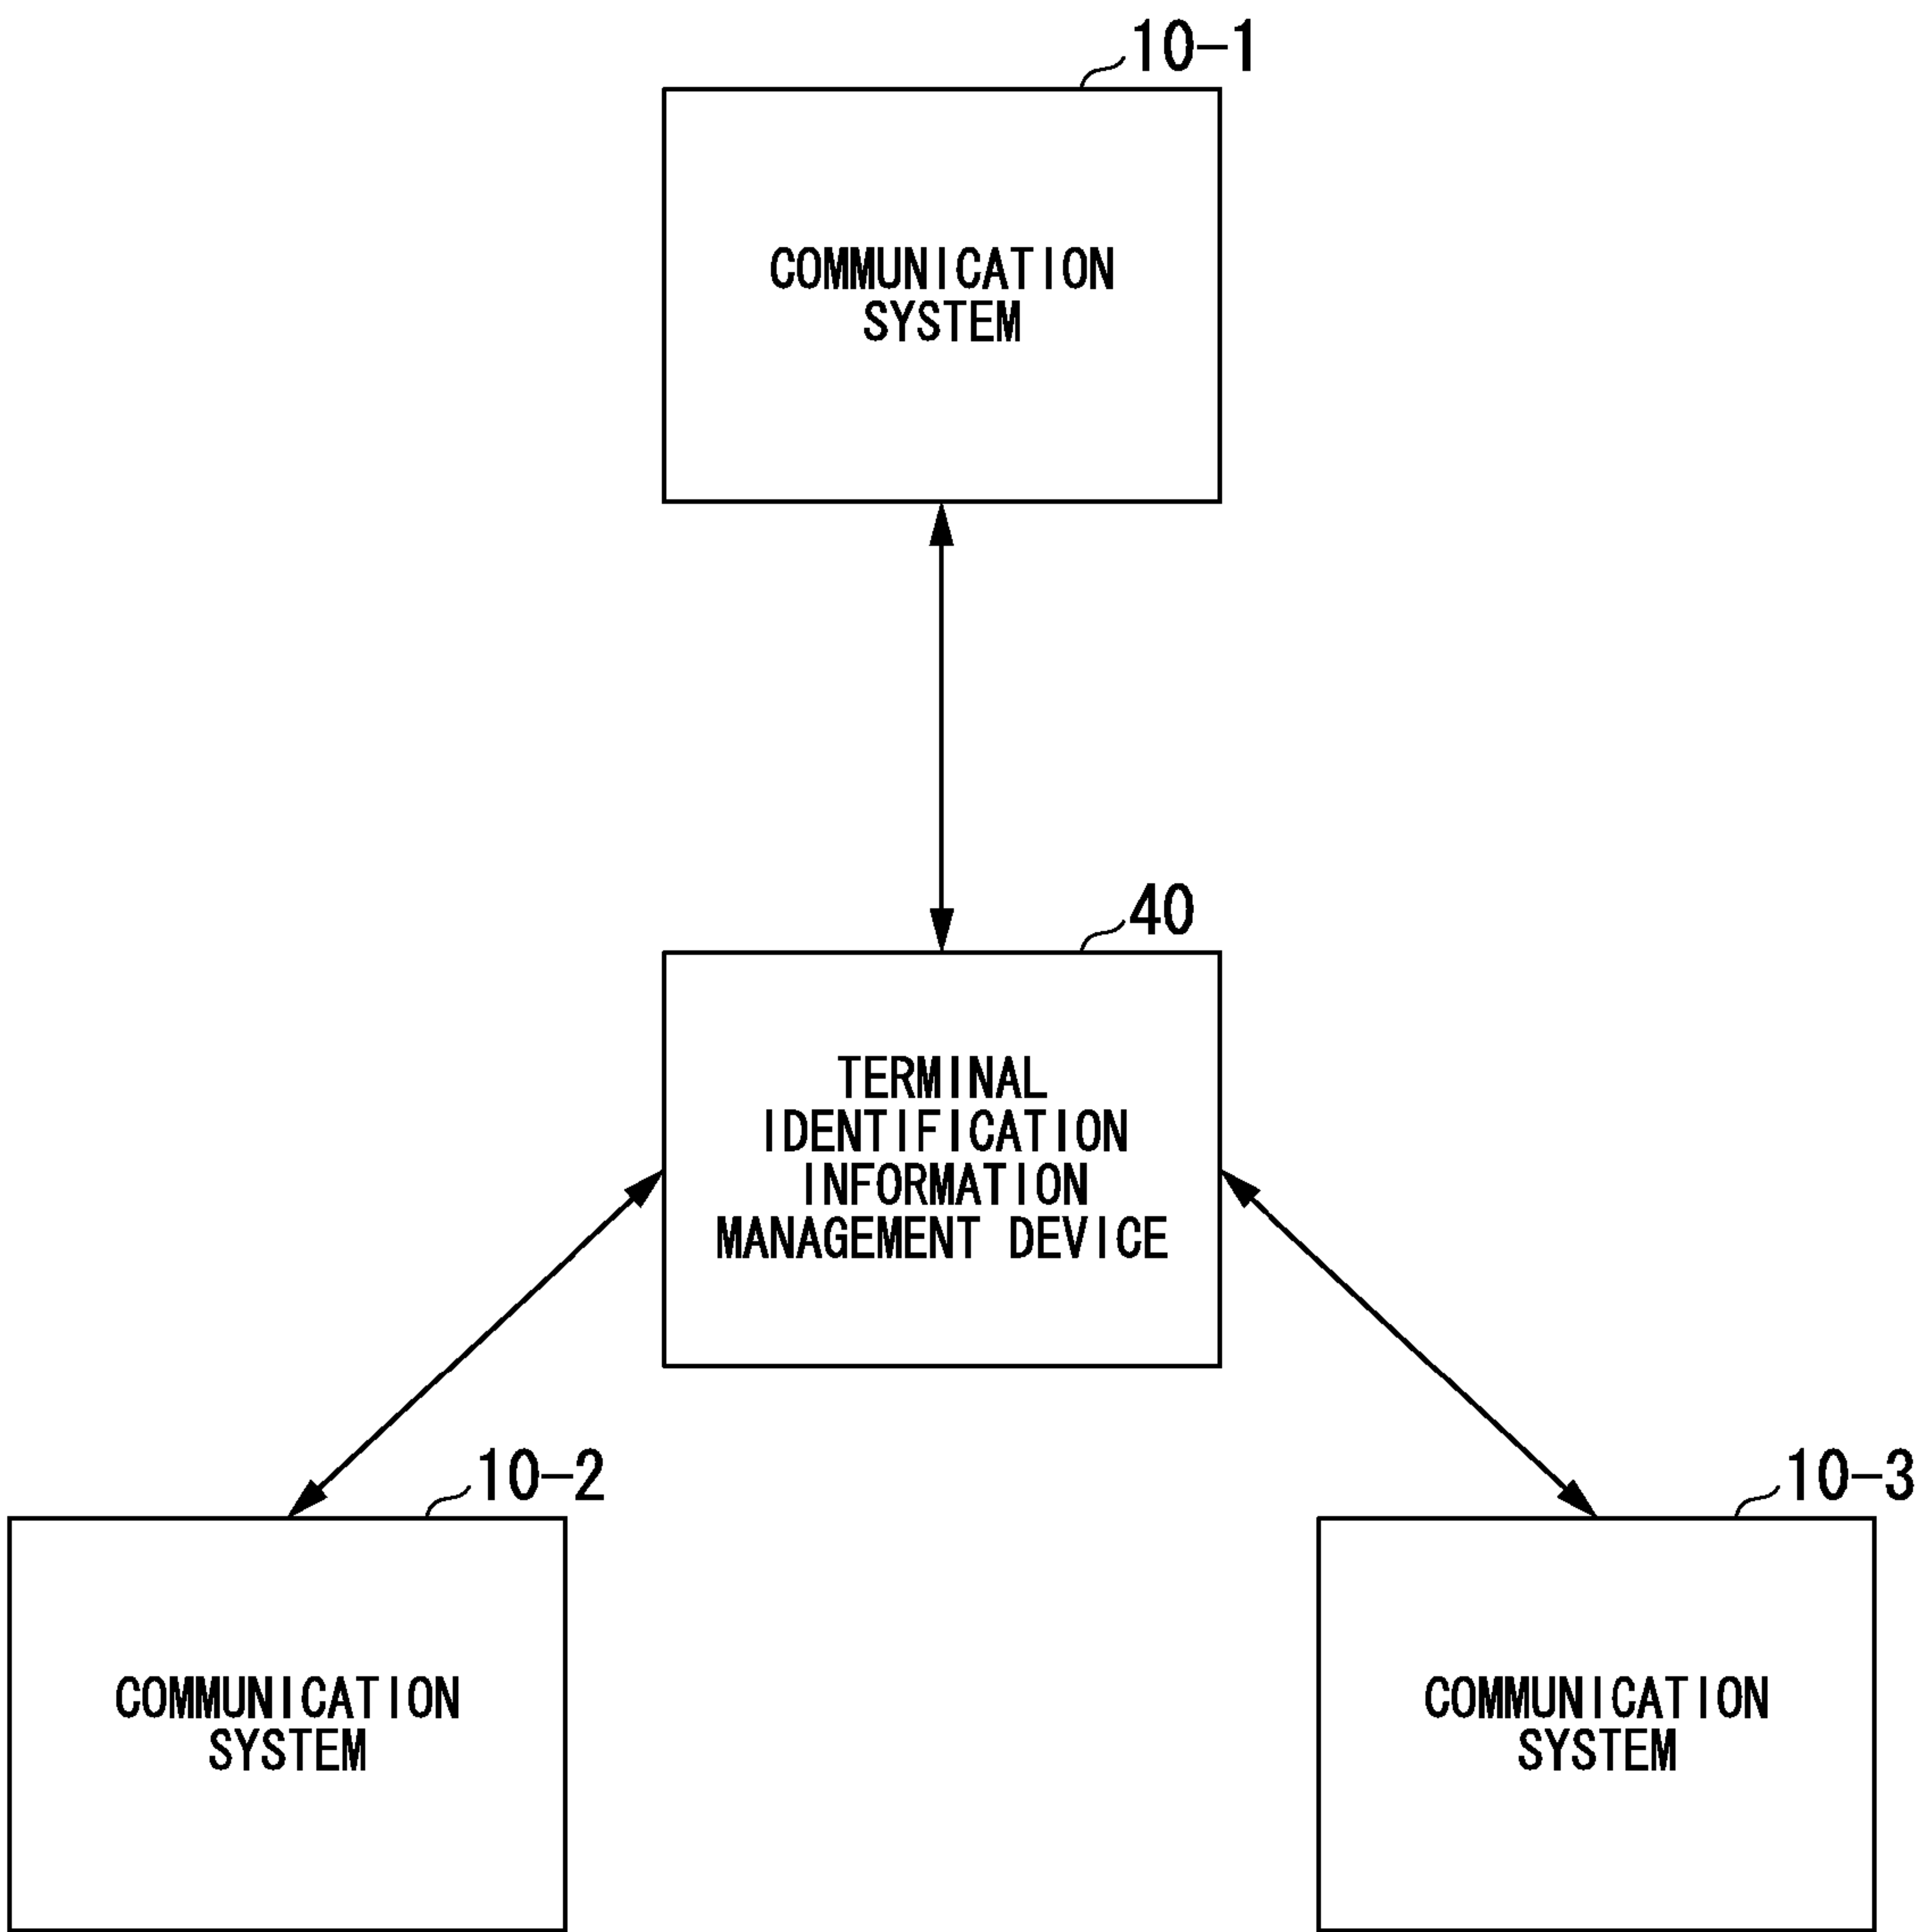 10-1
COMMUNICATION
SYSTEM
40
TERMINAL
IDENTIFICATION
INFORMATION
MANAGEMENT DEVICE
10-2
COMMUNICATION
SYSTEM
10-3
COMMUNICATION
SYSTEM